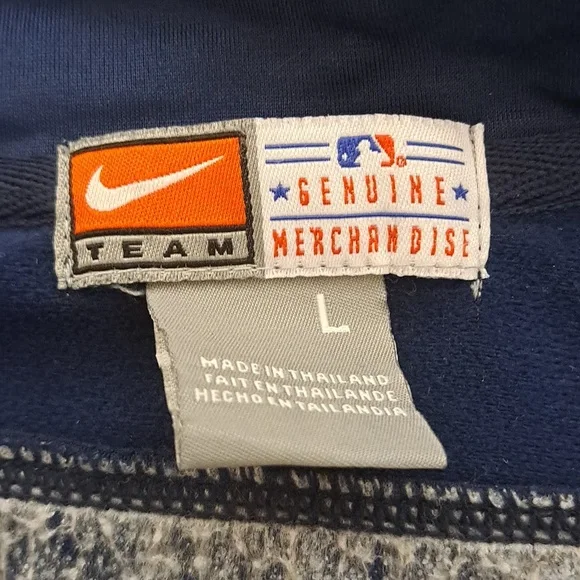 TEAM
GENUINE
MERCHANDISE
L
MADE IN THAILAND
FAIT EN THAILANDE
HECHO EN TAILANDIA